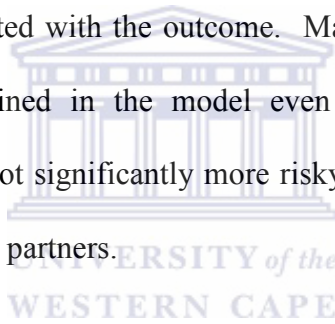 ted with the outcome. Ma
ined in the model even
ot significantly more risky
partners.
UNIVERSITY of the
WESTERN CAPE